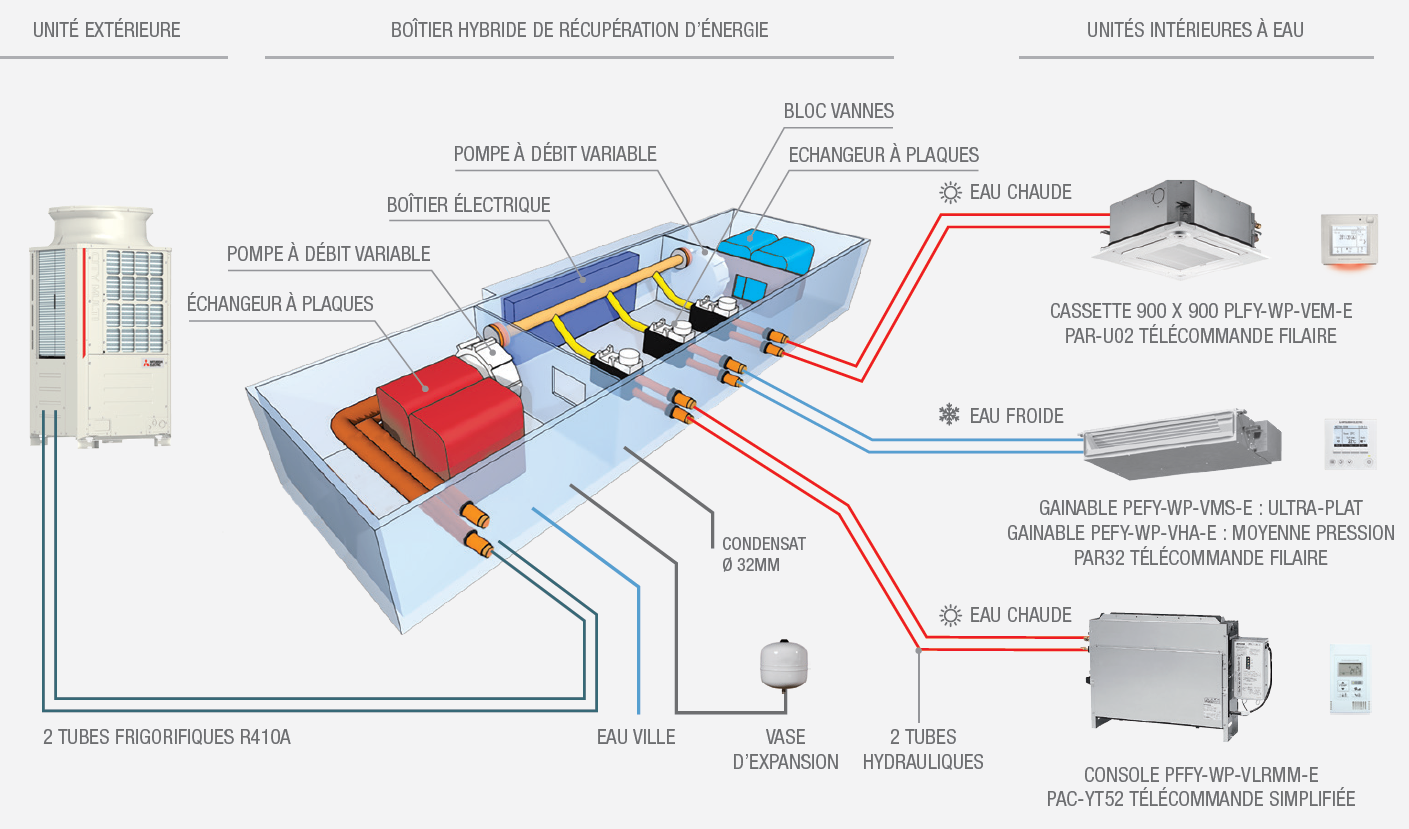 UNITÉ EXTÉRIEURE
BOÎTIER HYBRIDE DE RÉCUPÉRATION D'ÉNERGIE
UNITÉS INTÉRIEURES À EAU
BLOC VANNES
POMPE À DÉBIT VARIABLE
ECHANGEUR À PLAQUES
BOÎTIER ÉLECTRIQUE
POMPE À DÉBIT VARIABLE
ÉCHANGEUR À PLAQUES
EAU CHAUDE
CASSETTE 900 X 900 PLFY-WP-VEM-E
PAR-U02 TÉLÉCOMMANDE FILAIRE
EAU FROIDE
GAINABLE PEFY-WP-VMS-E : ULTRA-PLAT
GAINABLE PEFY-WP-VHA-E : MOYENNE PRESSION
PAR32 TÉLÉCOMMANDE FILAIRE
CONDENSAT
Ø 32MM
EAU CHAUDE
2 TUBES FRIGORIFIQUES R410A
EAU VILLE
VASE
D'EXPANSION
2 TUBES
HYDRAULIQUES
CONSOLE PFFY-WP-VLRMM-E
PAC-YT52 TÉLÉCOMMANDE SIMPLIFIÉE